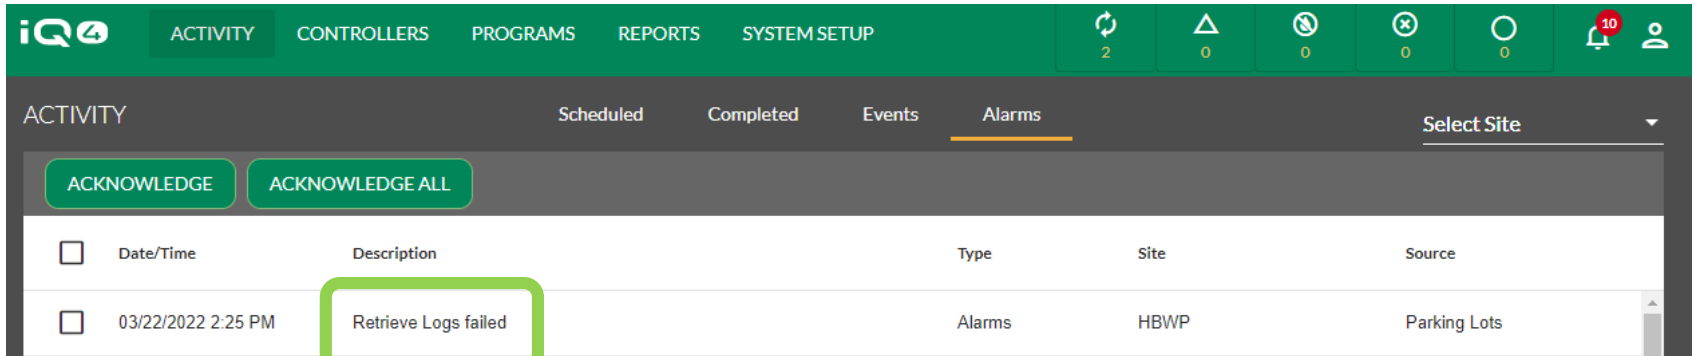 iQ4 ACTIVITY CONTROLLERS PROGRAMS REPORTS SYSTEM SETUP 10
2 0 0 0 0
ACTIVITY Scheduled Completed Events Alarms Select Site
ACKNOWLEDGE ACKNOWLEDGE ALL
Date/Time Description Type Site Source
03/22/2022 2:25 PM Retrieve Logs failed Alarms HBWP Parking Lots